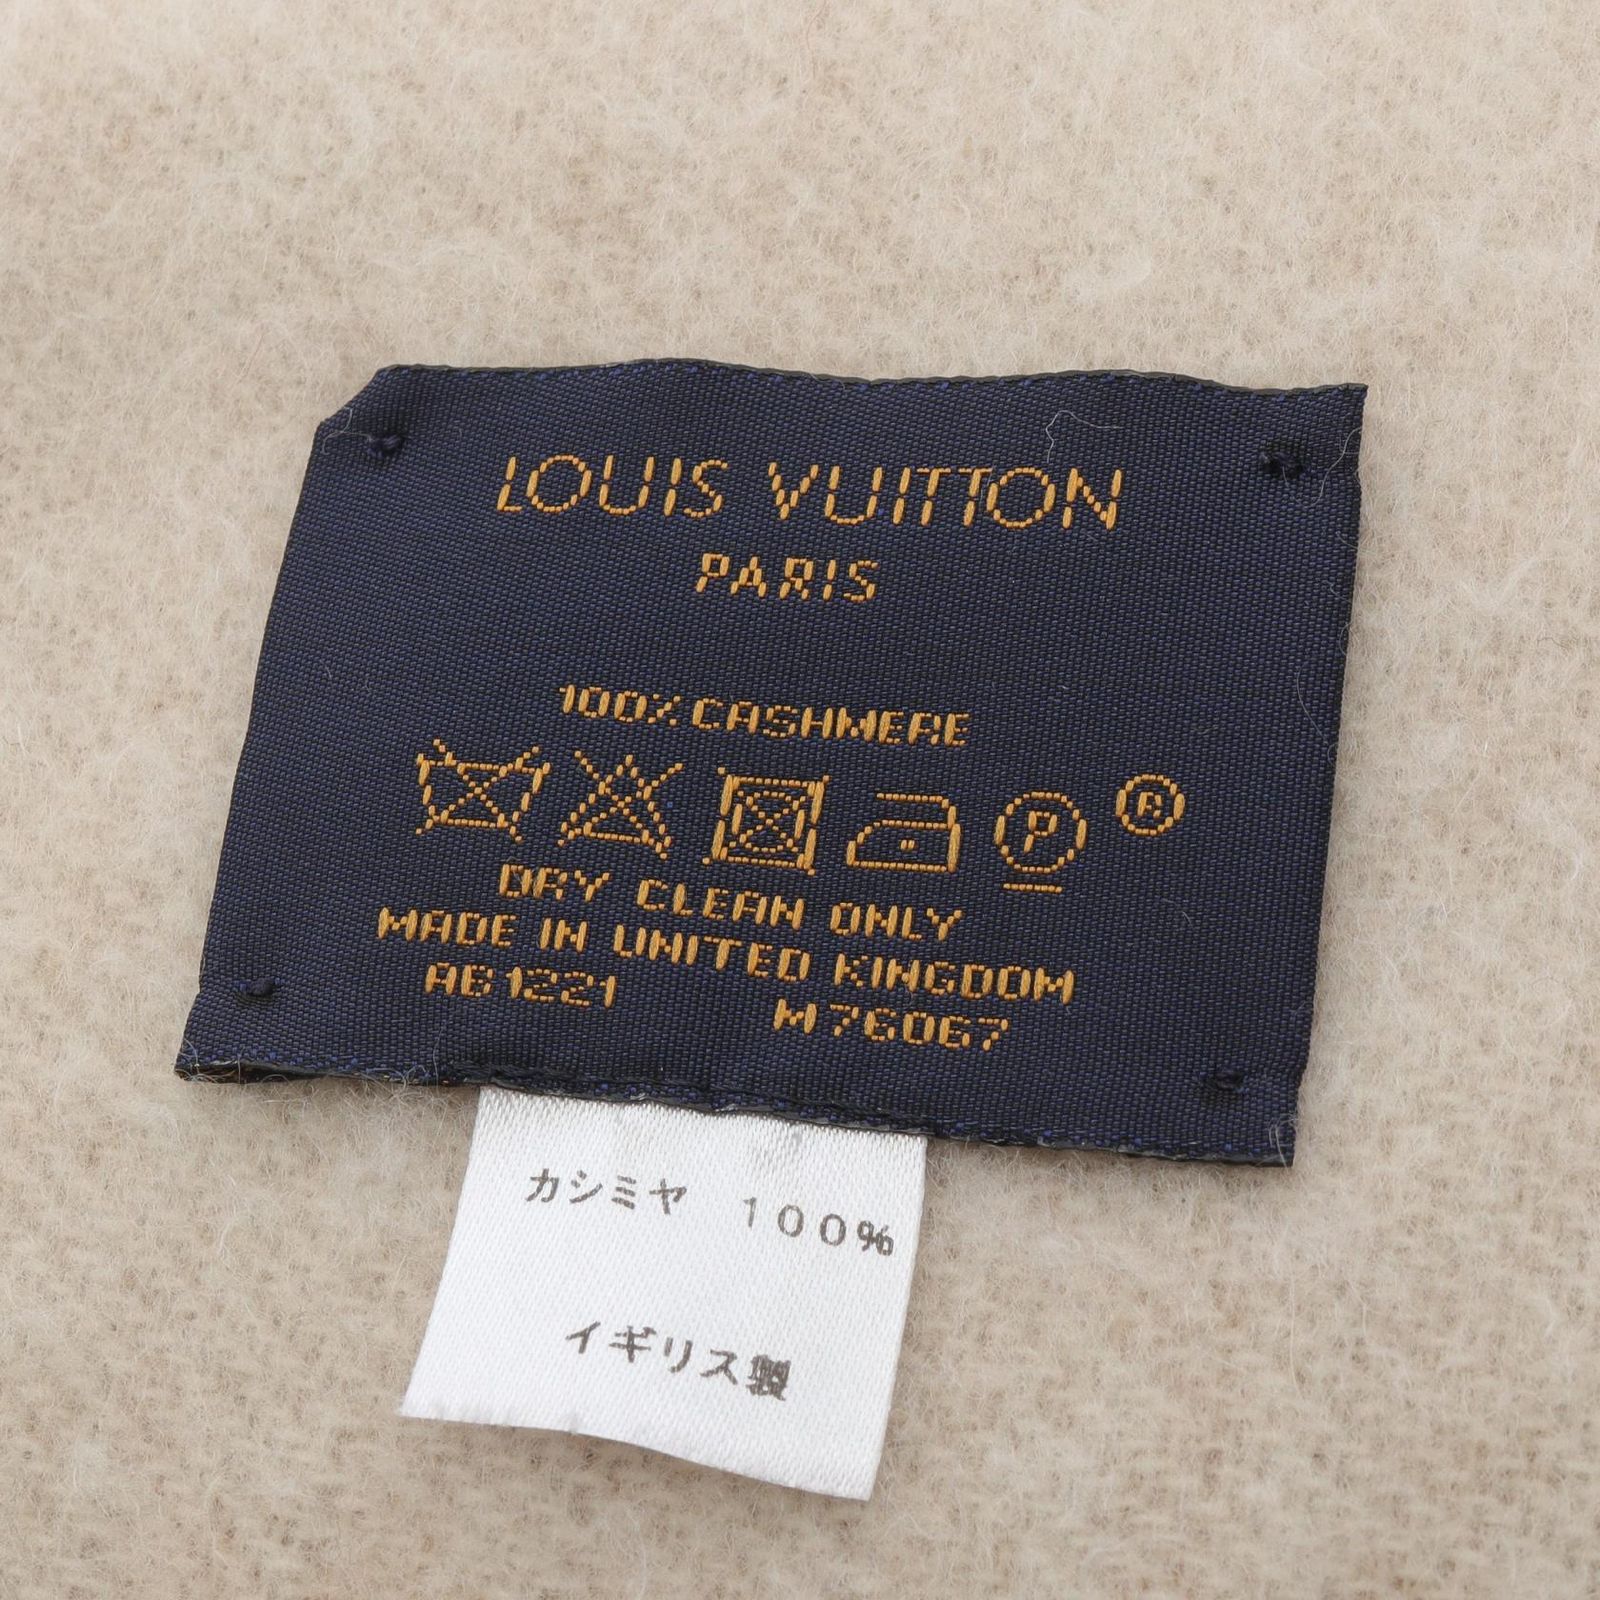 LOUIS VUITTON
PARIS
100% CASHMERE
P ®
DRY CLEAN ONLY
MADE IN UNITED KINGDOM
AB1221 M76067
カシミヤ 100%
イギリス製